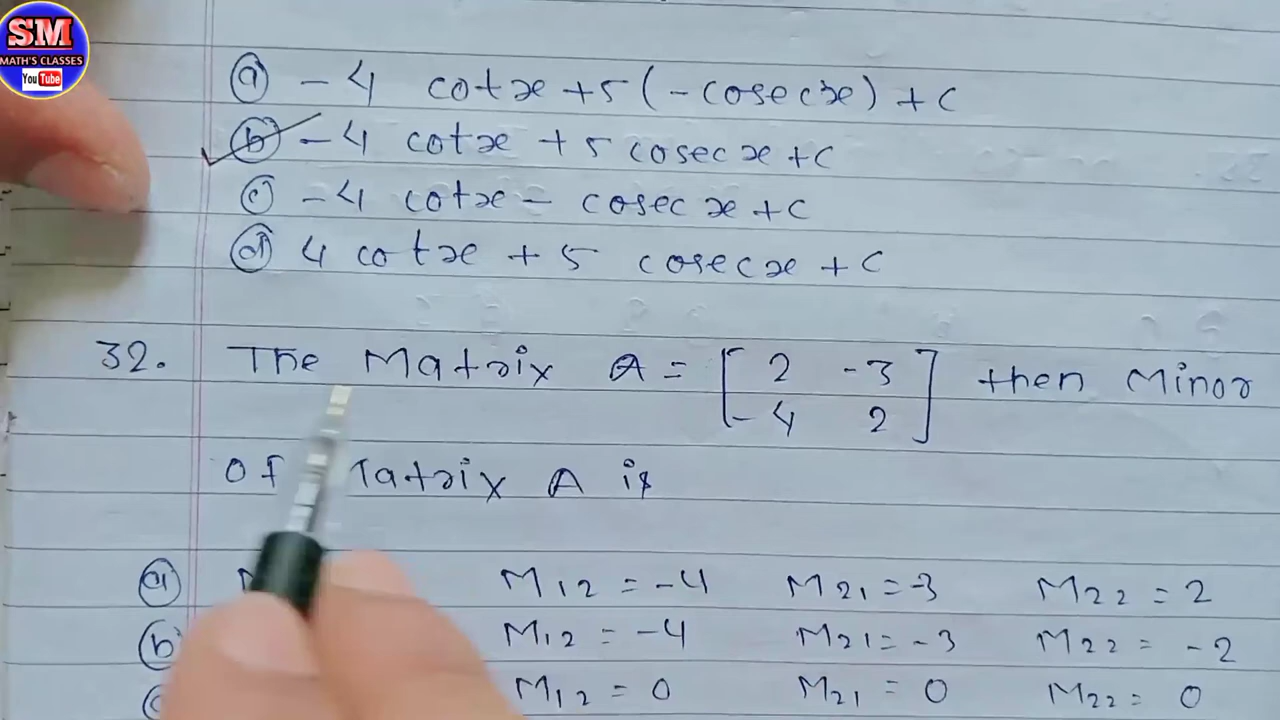 SM
MATH'S CLASSES
YouTube
(a) - 4 cotx + 5 (- cosecx) + c
(b) - 4 cotx + 5 cosecx + c
(c) - 4 cotx - cosecx + c
(d) 4 cotx + 5 cosecx + c
32. The Matrix A = [ 2 -3 ] then Minor
[ -4 2 ]
of Matrix A is
(a) M12 = -4 M21 = -3 M22 = 2
(b) M12 = -4 M21 = -3 M22 = -2
M12 = 0 M21 = 0 M22 = 0